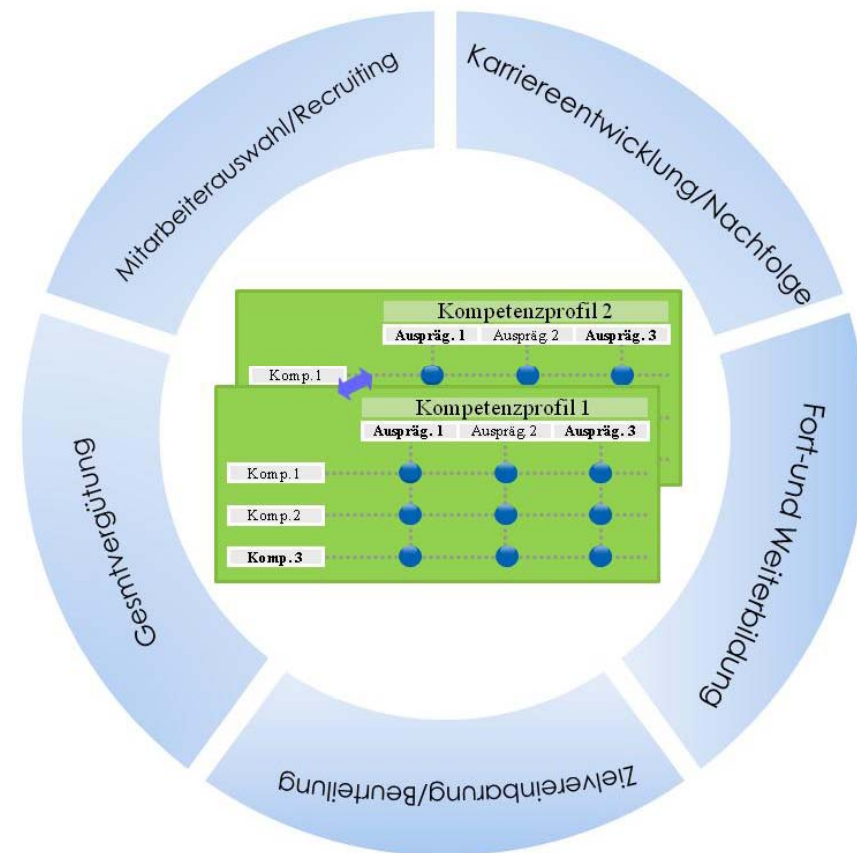 Mitarbeiterauswahl/Recruiting
Karriereentwicklung/Nachfolge
Fort-und Weiterbildung
Zielvereinbarung/Beurteilung
Gesmtvergütung
Kompetenzprofil 2
Auspräg. 1 Auspräg. 2 Auspräg. 3
Komp.1
Kompetenzprofil 1
Auspräg. 1 Auspräg. 2 Auspräg. 3
Komp.1
Komp.2
Komp.3